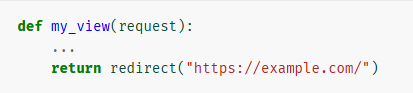 def my_view(request):
    ...
    return redirect("https://example.com/")